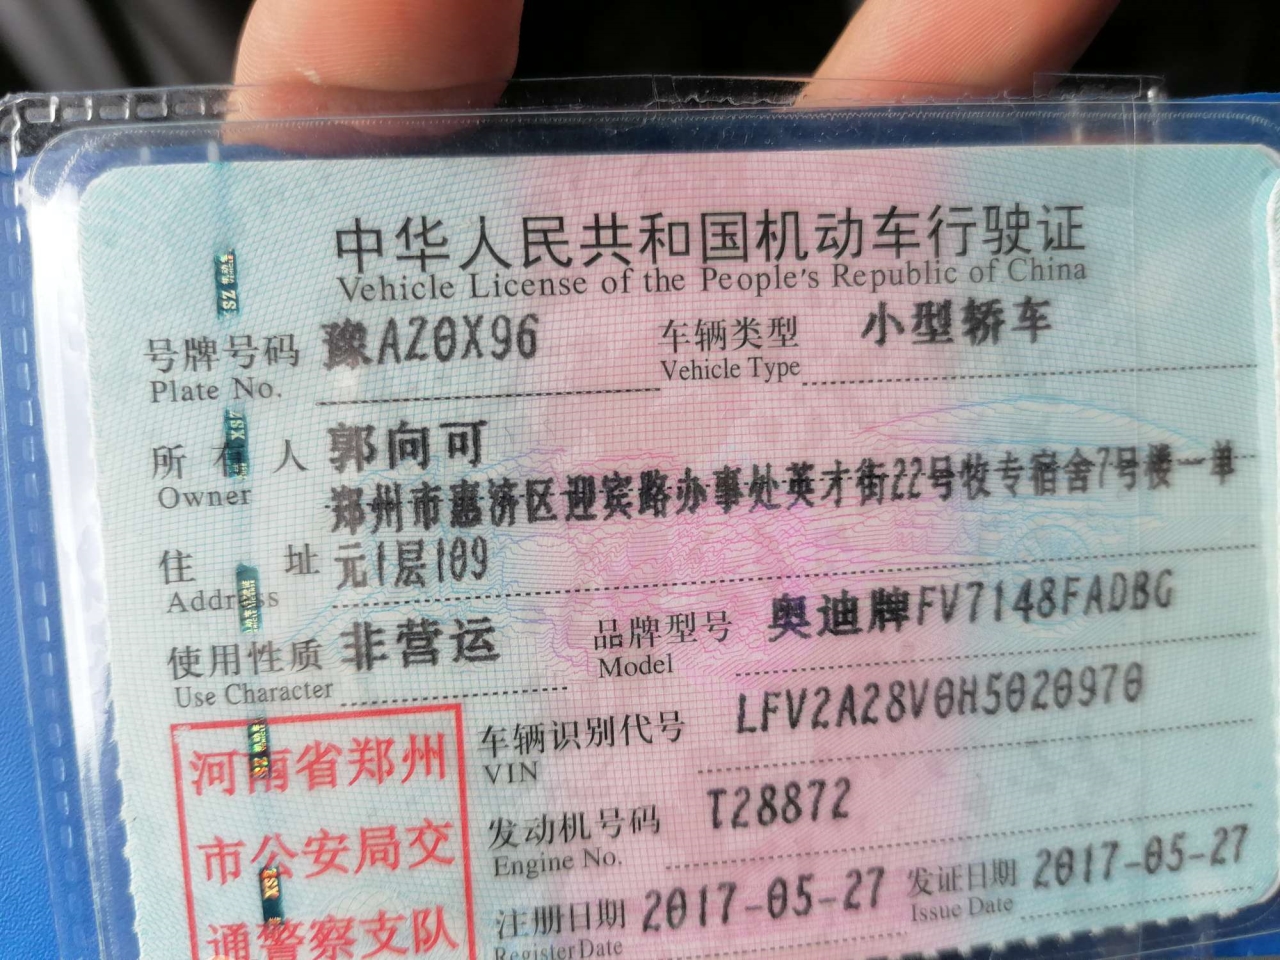 中华人民共和国机动车行驶证
Vehicle License of the People's Republic of China
号牌号码 豫AZ0X96 车辆类型 小型轿车
Plate No. Vehicle Type
所有人 郭向可
Owner
郑州市惠济区迎宾路办事处英才街22号牧专宿舍7号楼一单
住址 元1层109
Address
使用性质 非营运 品牌型号 奥迪牌FV7148FADBG
Use Character Model
车辆识别代号 LFV2A28V0H5020970
VIN
发动机号码 T28872
Engine No.
注册日期 2017-05-27 发证日期 2017-05-27
Register Date Issue Date
河南省郑州
市公安局交
通警察支队